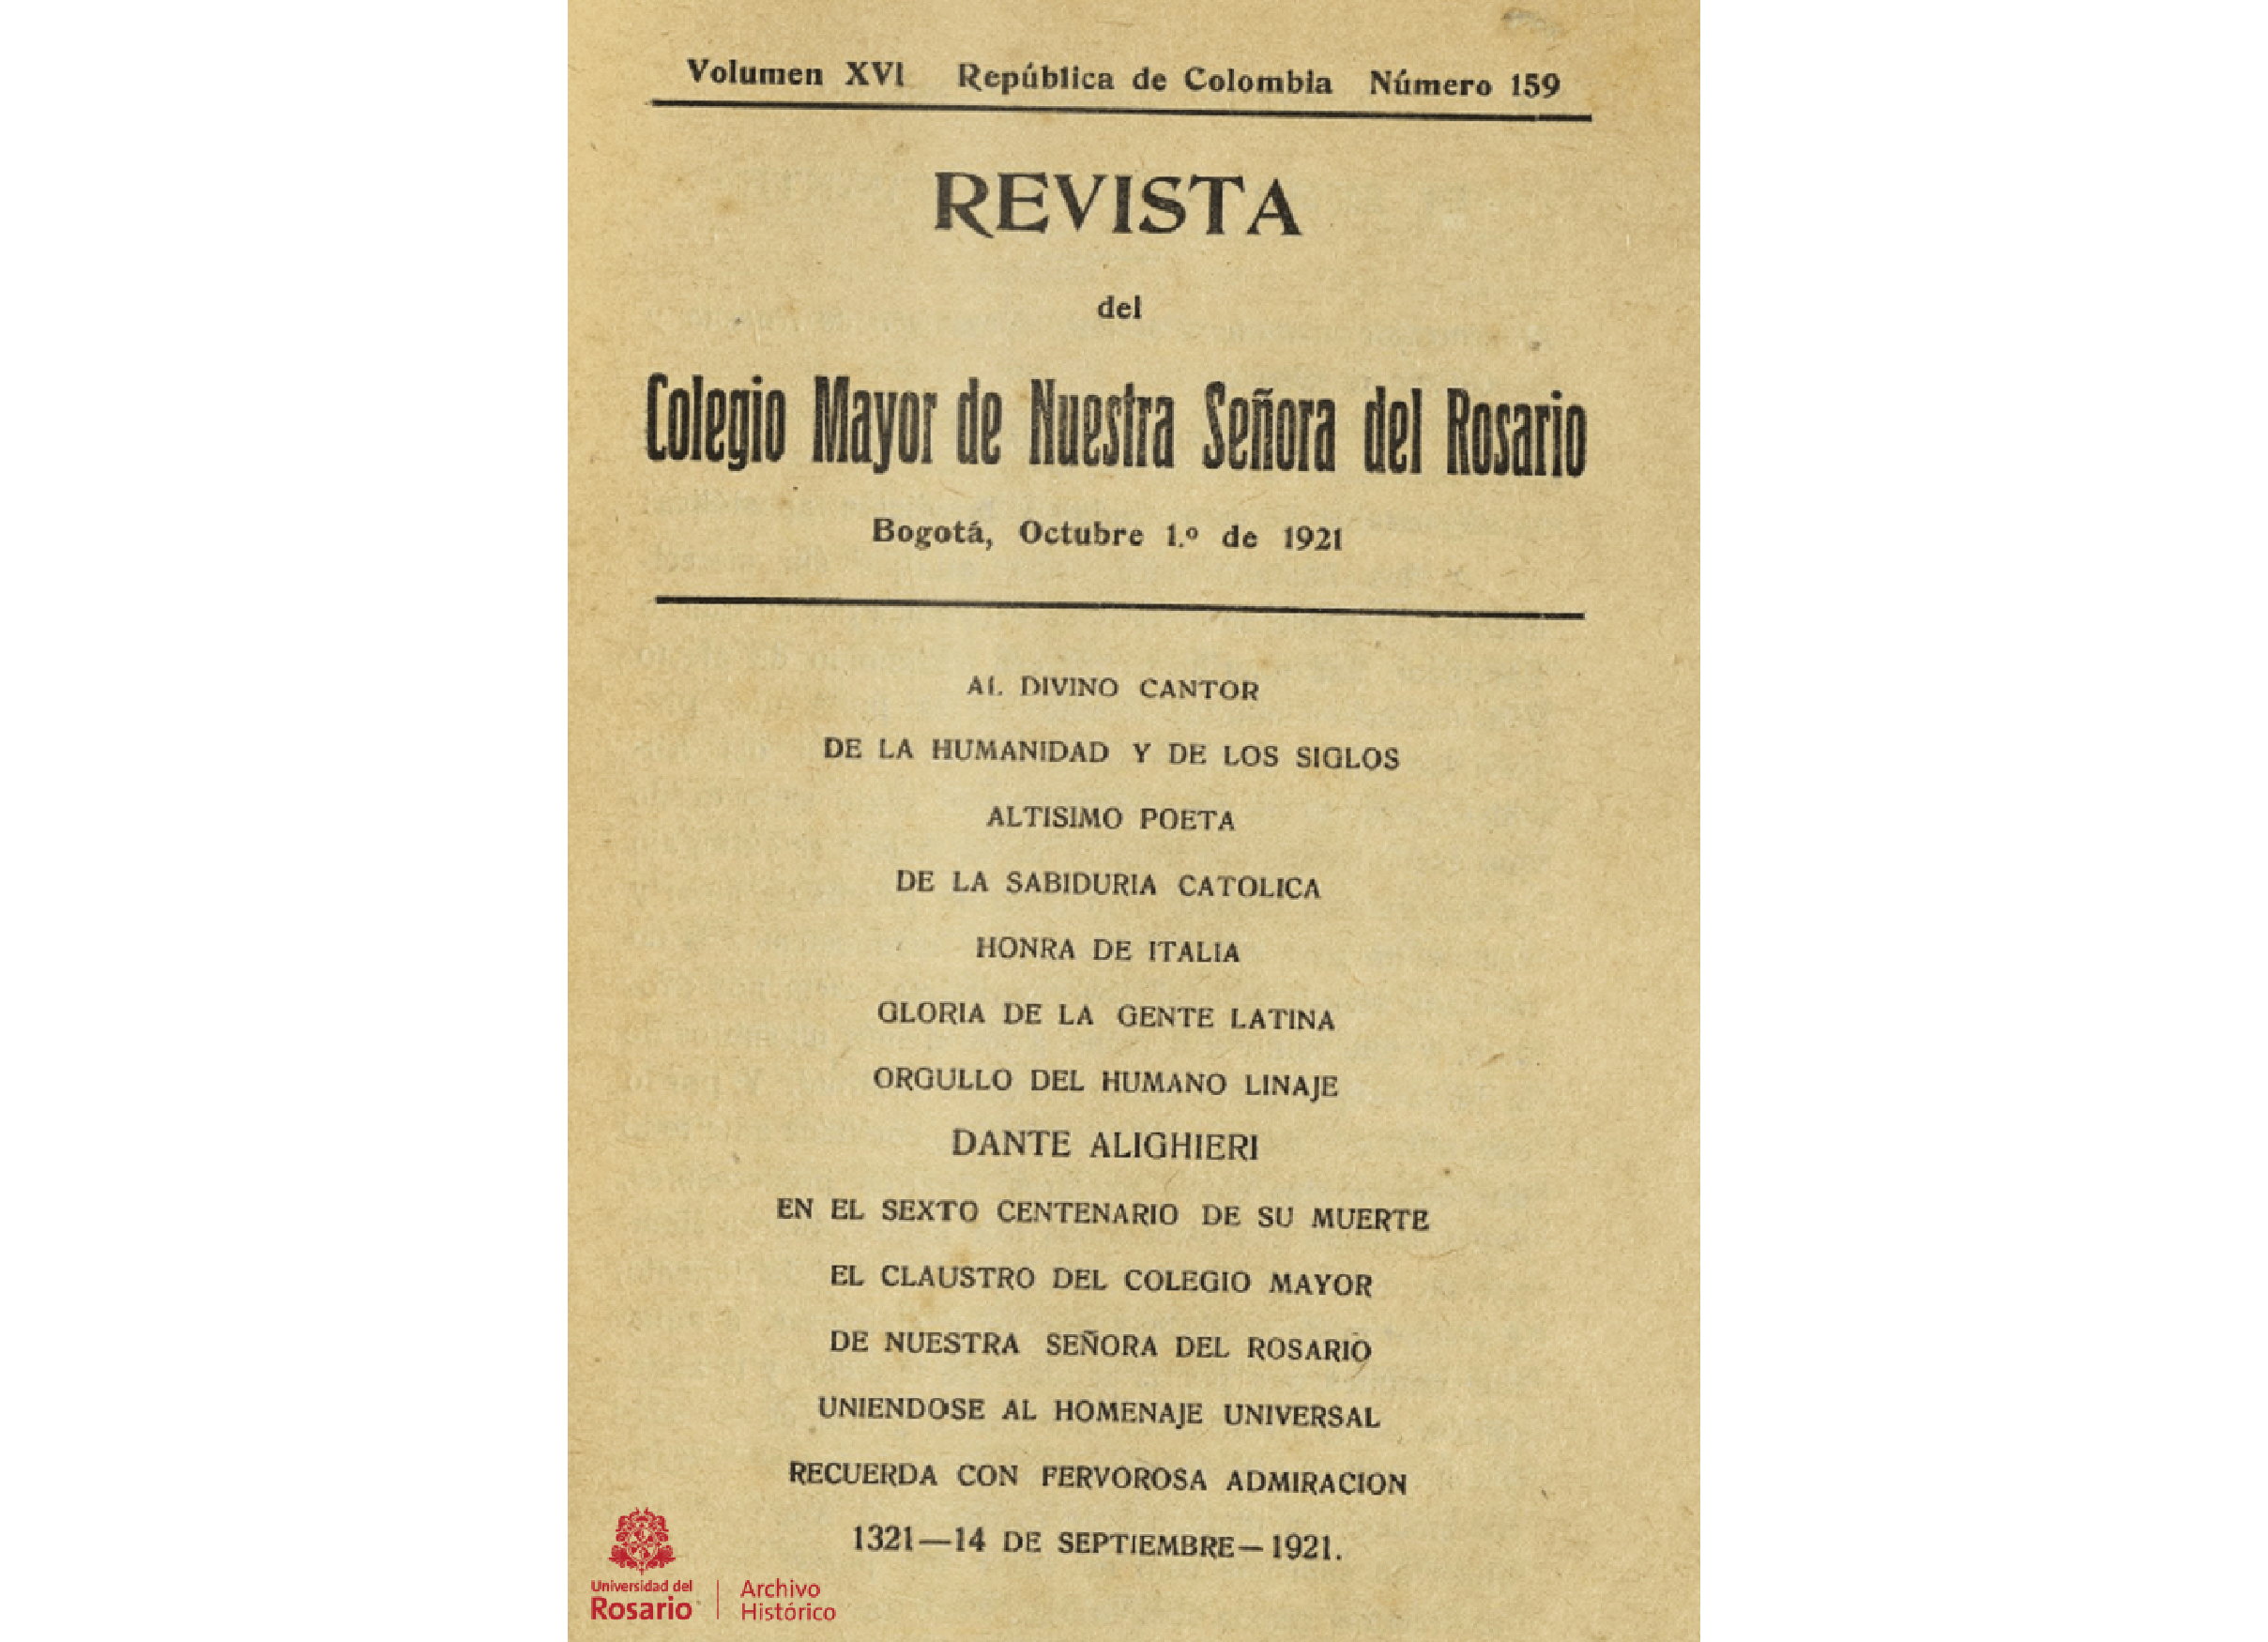 Volumen XVI República de Colombia Número 159
REVISTA
del
Colegio Mayor de Nuestra Señora del Rosario
Bogotá, Octubre 1.º de 1921
AL DIVINO CANTOR
DE LA HUMANIDAD Y DE LOS SIGLOS
ALTISIMO POETA
DE LA SABIDURIA CATOLICA
HONRA DE ITALIA
GLORIA DE LA GENTE LATINA
ORGULLO DEL HUMANO LINAJE
DANTE ALIGHIERI
EN EL SEXTO CENTENARIO DE SU MUERTE
EL CLAUSTRO DEL COLEGIO MAYOR
DE NUESTRA SEÑORA DEL ROSARIO
UNIENDOSE AL HOMENAJE UNIVERSAL
RECUERDA CON FERVOROSA ADMIRACION
1321—14 DE SEPTIEMBRE—1921.
Universidad del
Rosario
Archivo
Histórico